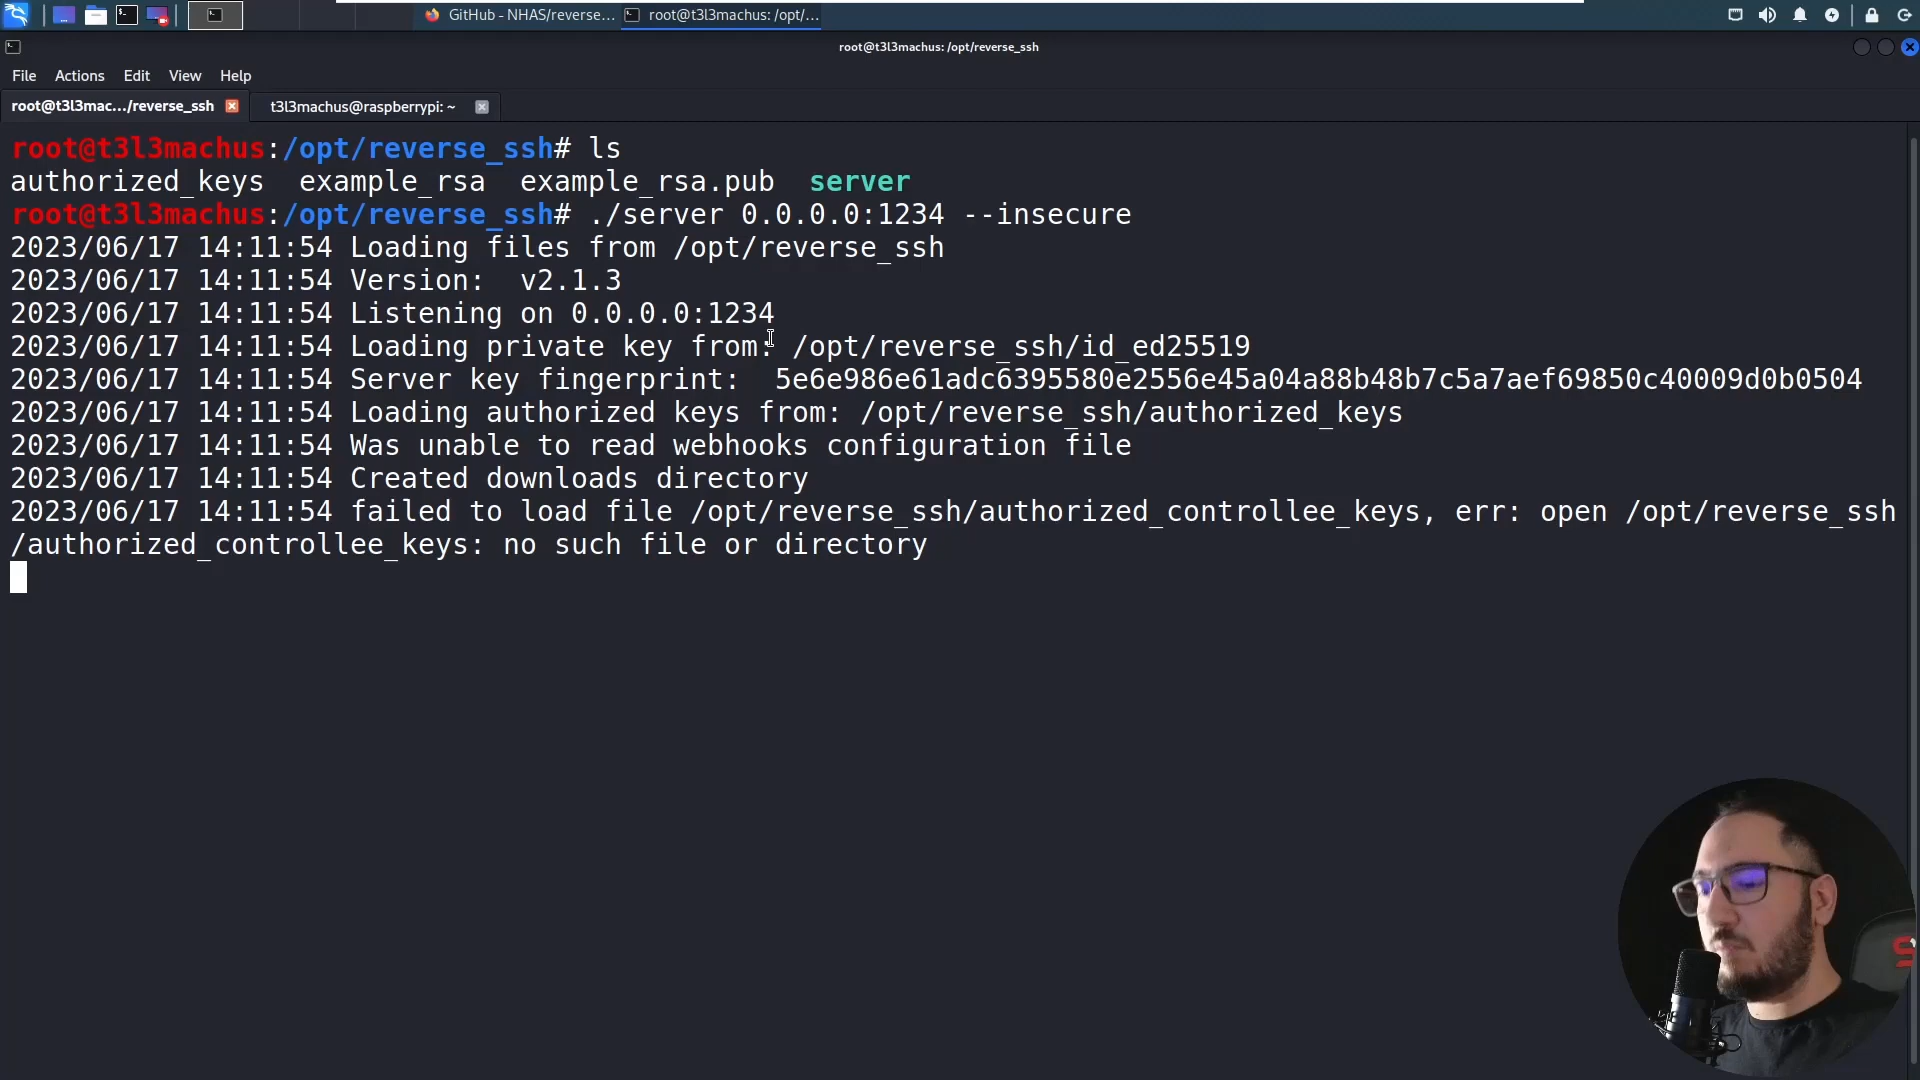 GitHub - NHAS/reverse...
root@t3l3machus: /opt/...
root@t3l3machus: /opt/reverse_ssh
File Actions Edit View Help
root@t3l3mac.../reverse_ssh
t3l3machus@raspberrypi: ~
root@t3l3machus:/opt/reverse_ssh# ls
authorized_keys  example_rsa  example_rsa.pub  server
root@t3l3machus:/opt/reverse_ssh# ./server 0.0.0.0:1234 --insecure
2023/06/17 14:11:54 Loading files from /opt/reverse_ssh
2023/06/17 14:11:54 Version:  v2.1.3
2023/06/17 14:11:54 Listening on 0.0.0.0:1234
2023/06/17 14:11:54 Loading private key from: /opt/reverse_ssh/id_ed25519
2023/06/17 14:11:54 Server key fingerprint:  5e6e986e61adc6395580e2556e45a04a88b48b7c5a7aef69850c40009d0b0504
2023/06/17 14:11:54 Loading authorized keys from: /opt/reverse_ssh/authorized_keys
2023/06/17 14:11:54 Was unable to read webhooks configuration file
2023/06/17 14:11:54 Created downloads directory
2023/06/17 14:11:54 failed to load file /opt/reverse_ssh/authorized_controllee_keys, err: open /opt/reverse_ssh
/authorized_controllee_keys: no such file or directory